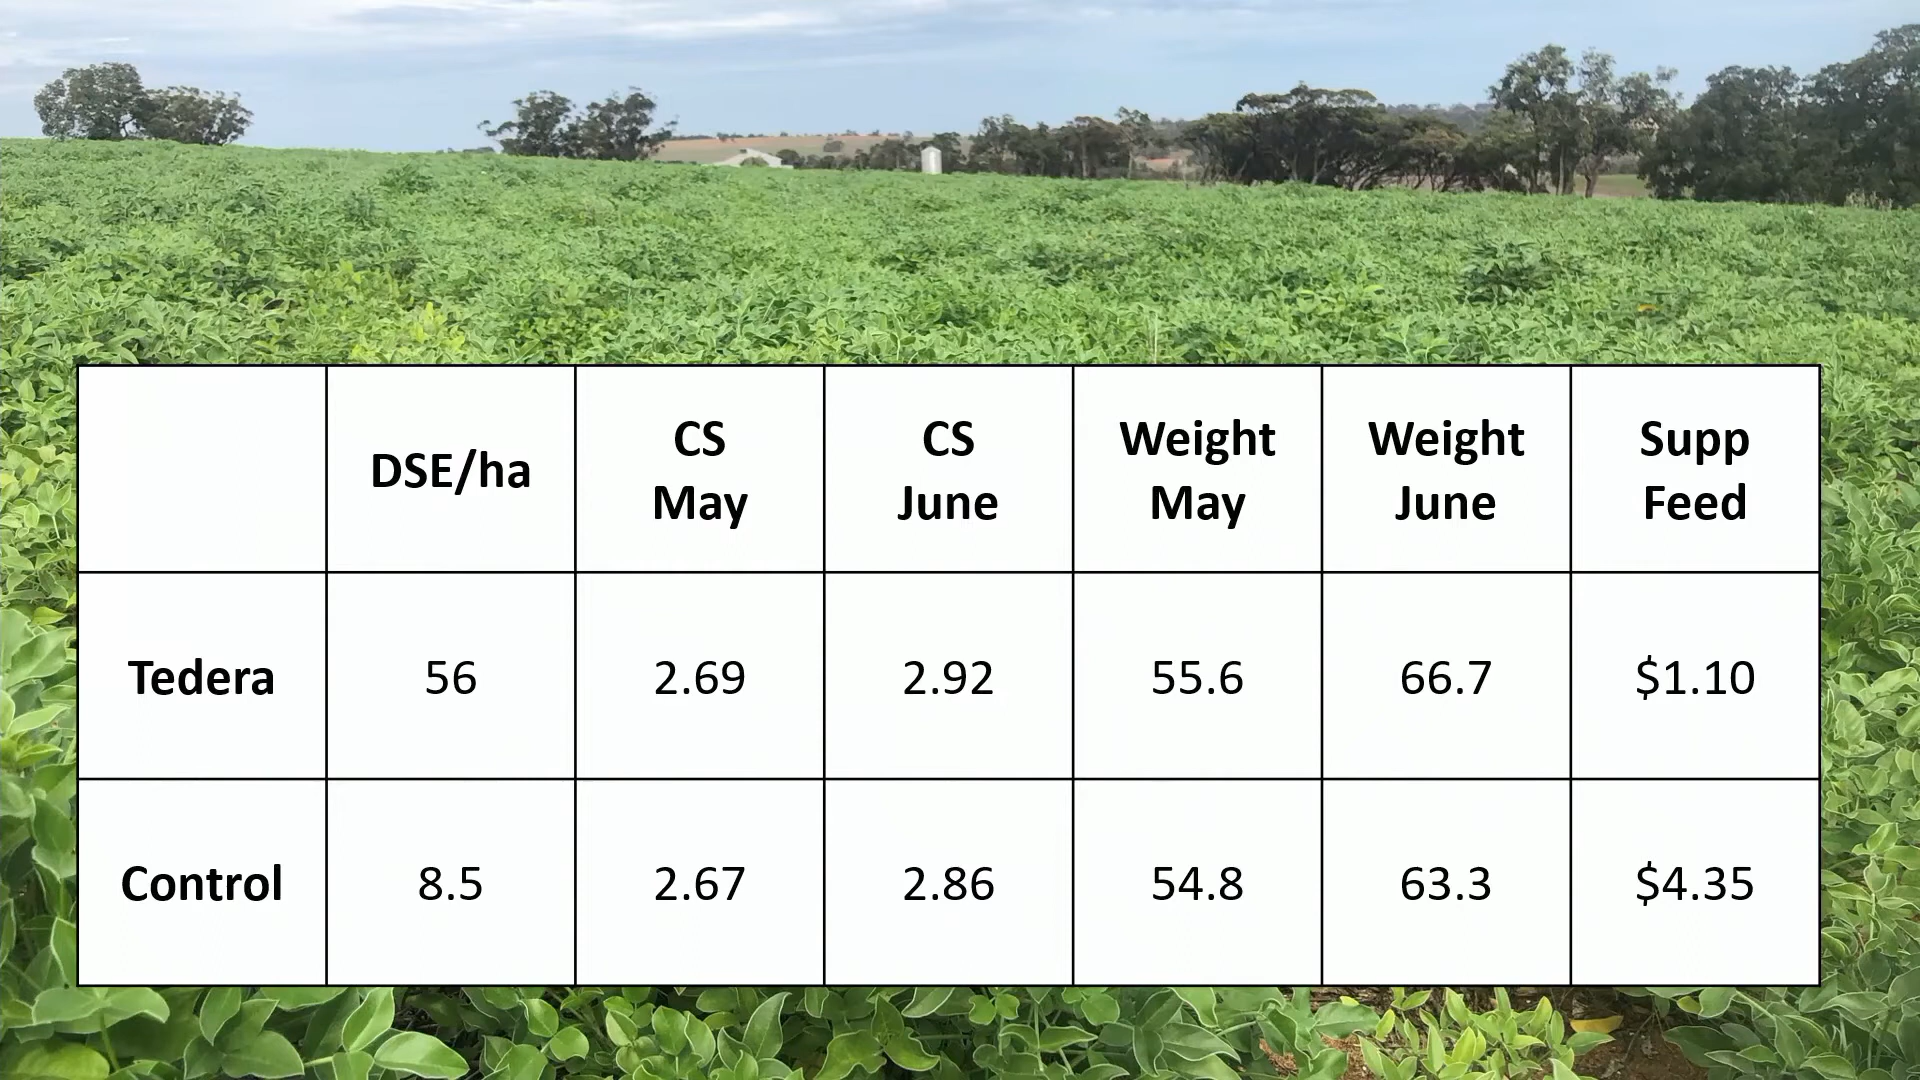 DSE/ha
CS
May
CS
June
Weight
May
Weight
June
Supp
Feed
Tedera
56
2.69
2.92
55.6
66.7
$1.10
Control
8.5
2.67
2.86
54.8
63.3
$4.35